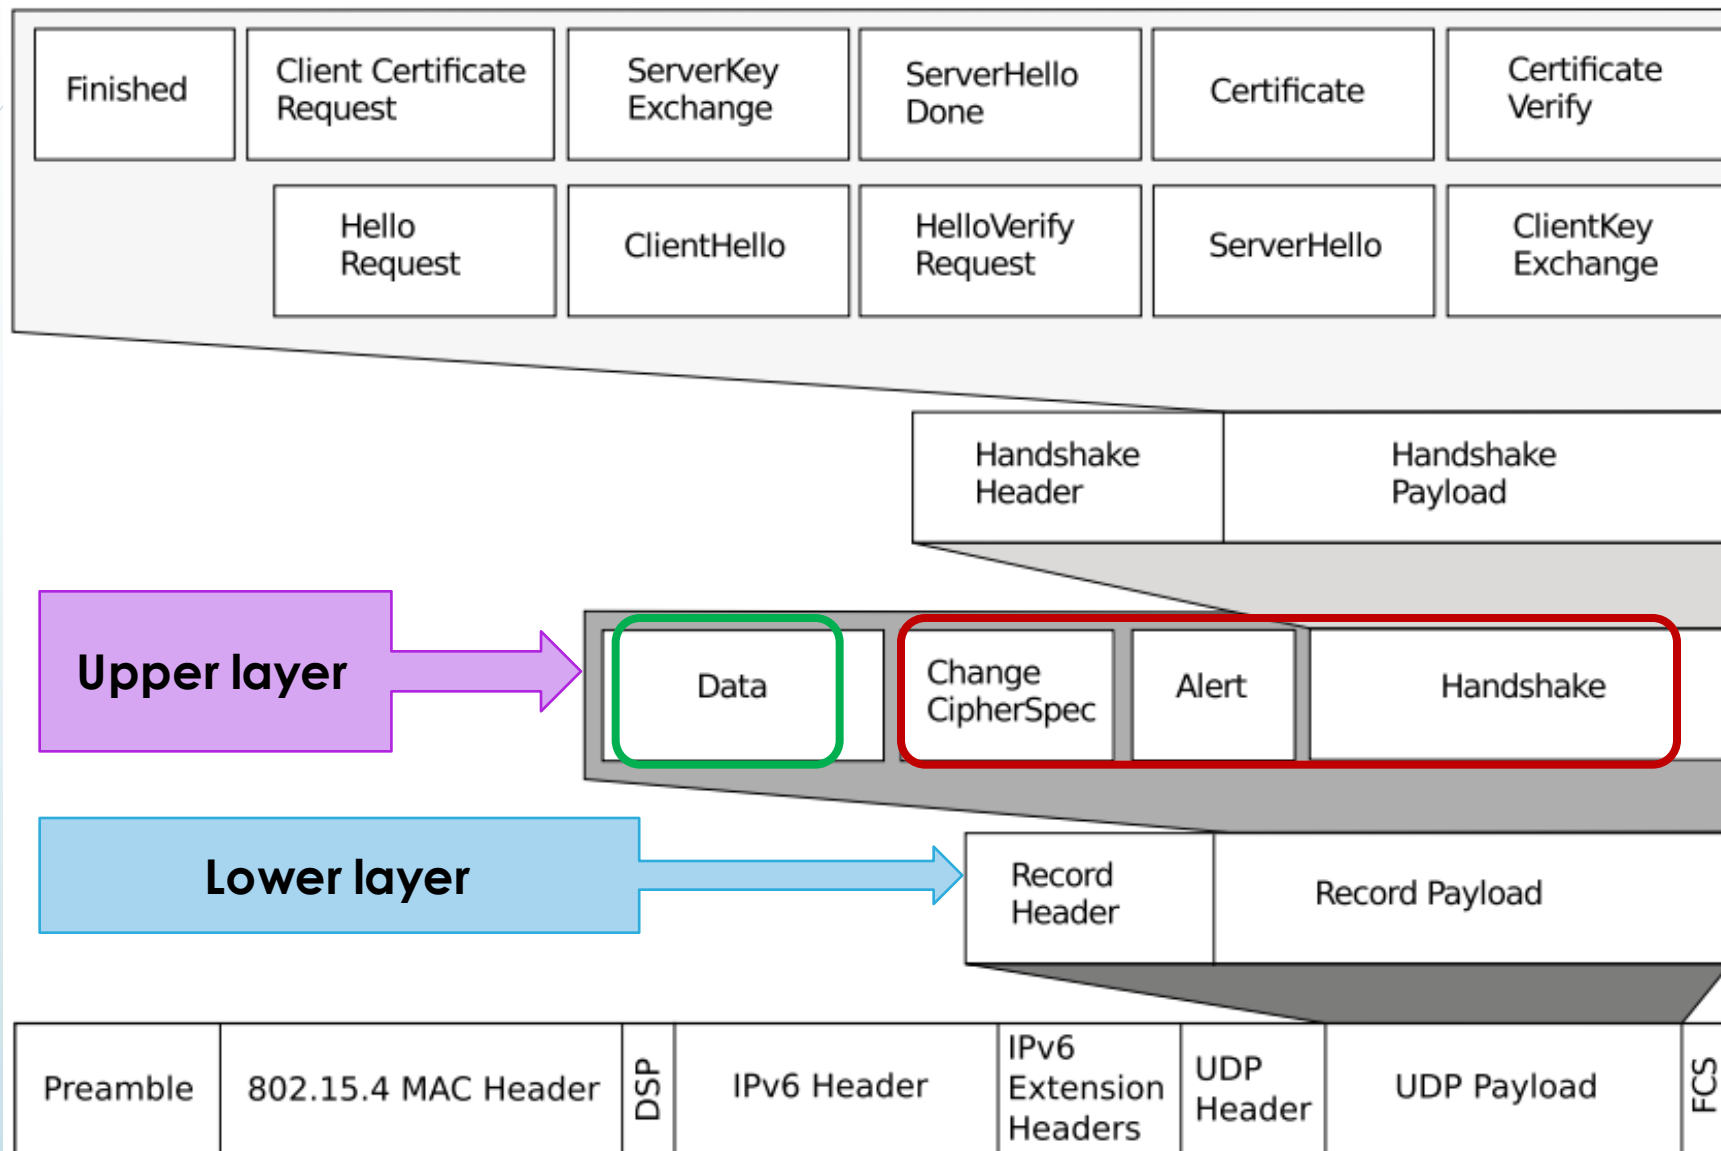 Finished
Client Certificate
Request
ServerKey
Exchange
ServerHello
Done
Certificate
Certificate
Verify
Hello
Request
ClientHello
HelloVerify
Request
ServerHello
ClientKey
Exchange
Handshake
Header
Handshake
Payload
Upper layer
Data
Change
CipherSpec
Alert
Handshake
Lower layer
Record
Header
Record Payload
Preamble
802.15.4 MAC Header
DSP
IPv6 Header
IPv6
Extension
Headers
UDP
Header
UDP Payload
FCS